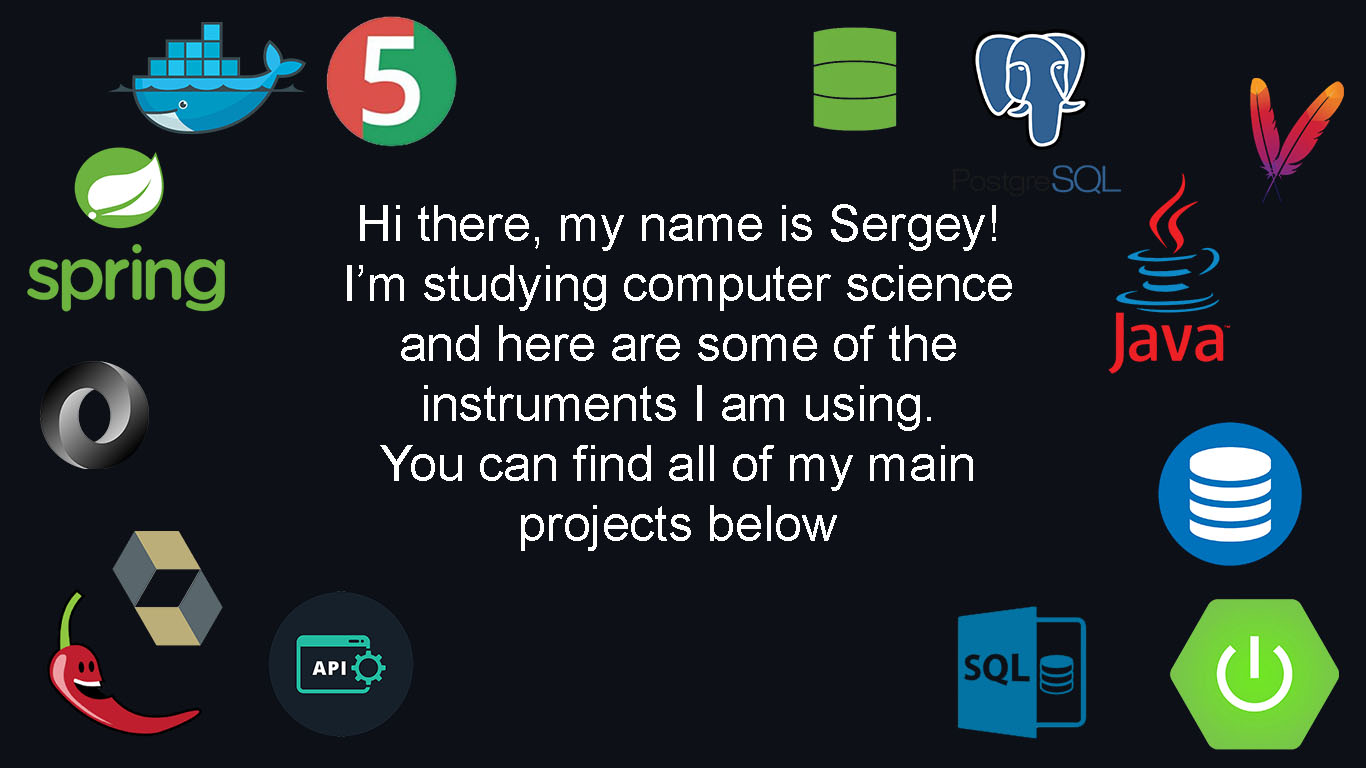 5
PostgreSQL
spring
Hi there, my name is Sergey!
I’m studying computer science
and here are some of the
instruments I am using.
You can find all of my main
projects below
Java™
API
SQL